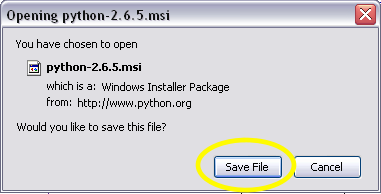 Opening python-2.6.5.msi
You have chosen to open
python-2.6.5.msi
which is a: Windows Installer Package
from: http://www.python.org
Would you like to save this file?
Save File Cancel